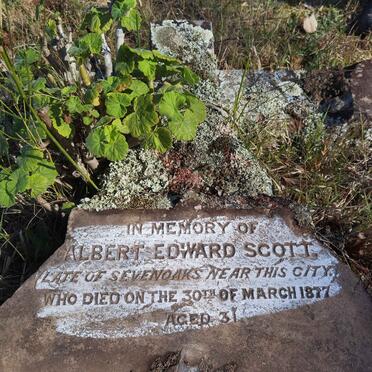 IN MEMORY OF
ALBERT EDWARD SCOTT.
LATE OF SEVENOAKS NEAR THIS CITY,
WHO DIED ON THE 30TH OF MARCH 1877
AGED 31